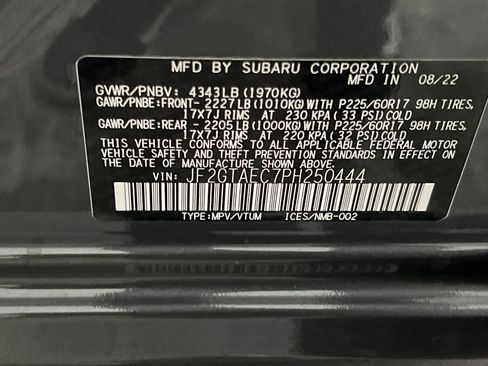 MFD BY SUBARU CORPORATION
MFD IN 08/22
GVWR/PNBV: 4343LB(1970KG)
GAWR/PNBE:FRONT- 2227LB(1010KG)WITH P225/60R17 98H TIRES,
17X7J RIMS AT 230 KPA(33 PSI)COLD
GAWR/PNBE:REAR - 2205LB(1000KG)WITH P225/60R17 98H TIRES,
17X7J RIMS AT 220 KPA(32 PSI)COLD
THIS VEHICLE CONFORMS TO ALL APPLICABLE FEDERAL MOTOR
VEHICLE SAFETY AND THEFT PREVENTION STANDARDS IN EFFECT ON
THE DATE OF MANUFACTURE SHOWN ABOVE.
VIN: JF2GTAEC7PH250444
TYPE:MPV/VTUM ICES/NMB-002